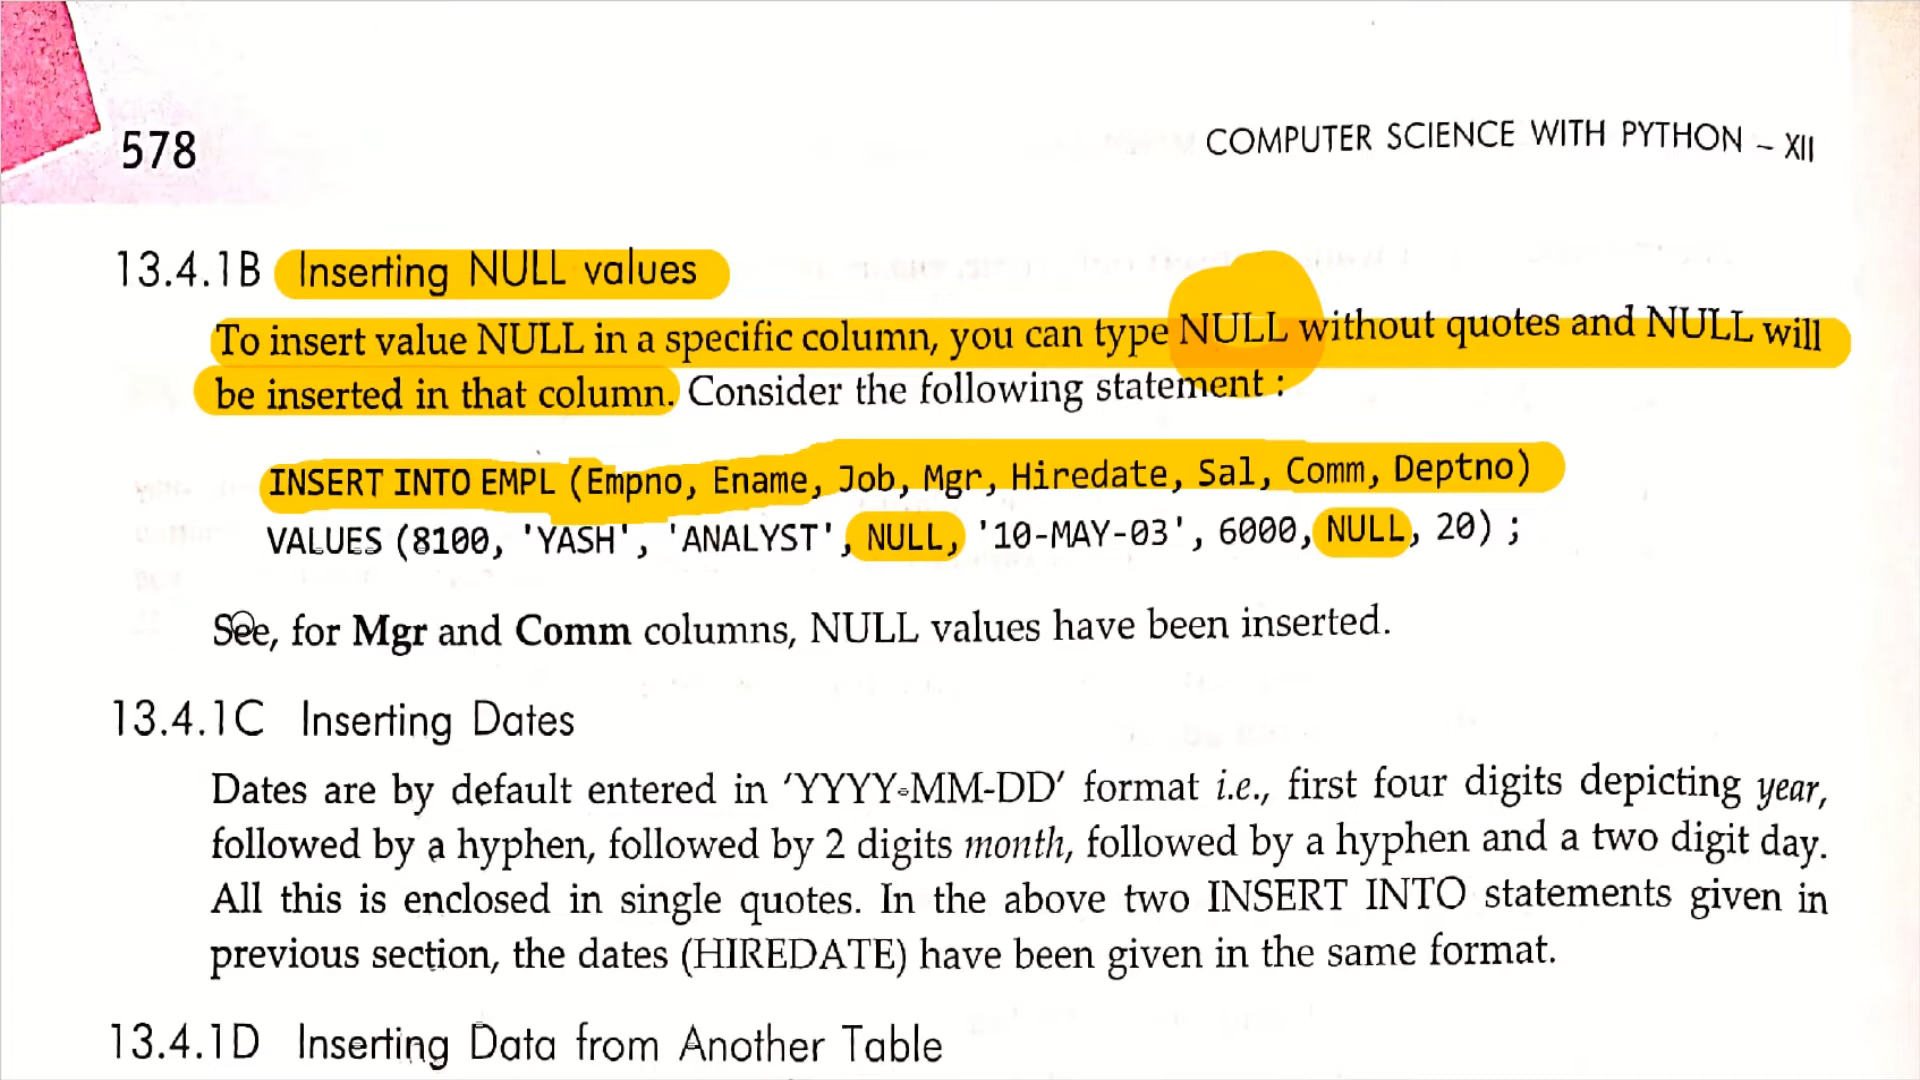 578
COMPUTER SCIENCE WITH PYTHON – XII
13.4.1B Inserting NULL values
To insert value NULL in a specific column, you can type NULL without quotes and NULL will
be inserted in that column. Consider the following statement :
INSERT INTO EMPL (Empno, Ename, Job, Mgr, Hiredate, Sal, Comm, Deptno)
VALUES (8100, 'YASH', 'ANALYST', NULL, '10-MAY-03', 6000, NULL, 20) ;
See, for Mgr and Comm columns, NULL values have been inserted.
13.4.1C Inserting Dates
Dates are by default entered in ‘YYYY-MM-DD’ format i.e., first four digits depicting year,
followed by a hyphen, followed by 2 digits month, followed by a hyphen and a two digit day.
All this is enclosed in single quotes. In the above two INSERT INTO statements given in
previous section, the dates (HIREDATE) have been given in the same format.
13.4.1D Inserting Data from Another Table